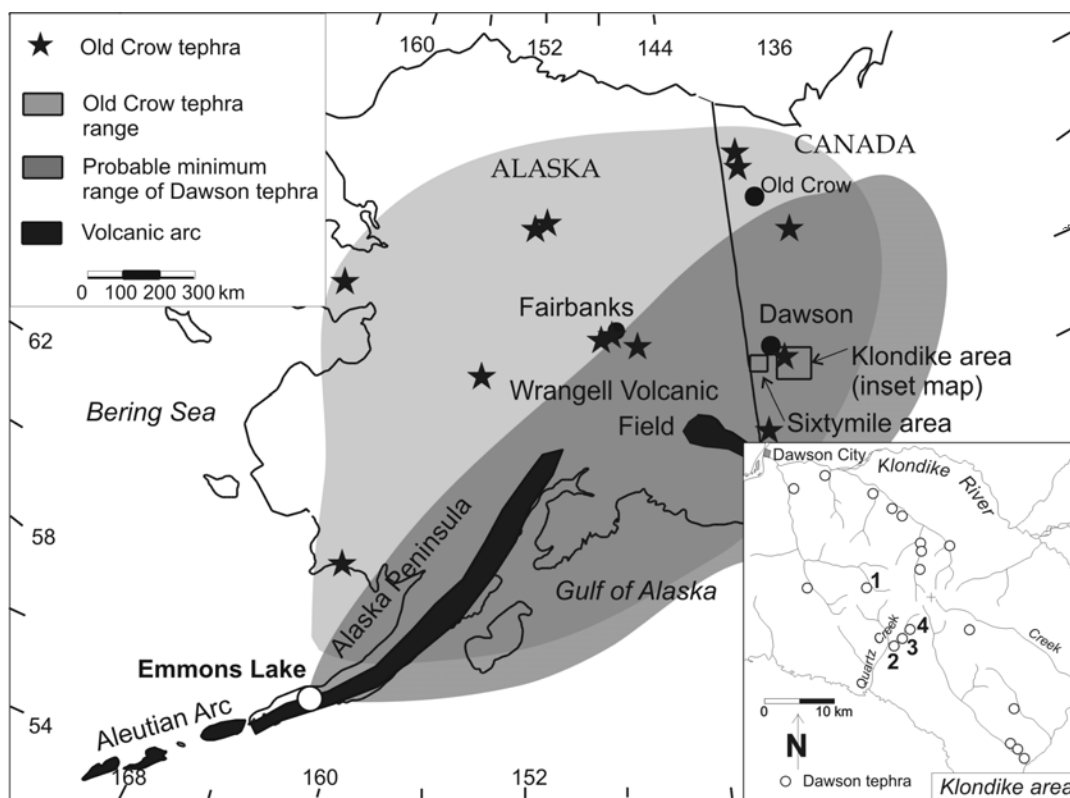 160
152
144
136
Old Crow tephra
Old Crow tephra
range
Probable minimum
range of Dawson tephra
Volcanic arc
0 100 200 300 km
ALASKA
CANADA
Old Crow
Fairbanks
Dawson
62
Klondike area
(inset map)
Wrangell Volcanic
Field
Sixtymile area
Bering Sea
58
Alaska Peninsula
Gulf of Alaska
Emmons Lake
54
Aleutian Arc
168
160
152
Dawson City
Klondike
River
1
4
3
2
Quartz Creek
Creek
0 10 km
N
Dawson tephra
Klondike area